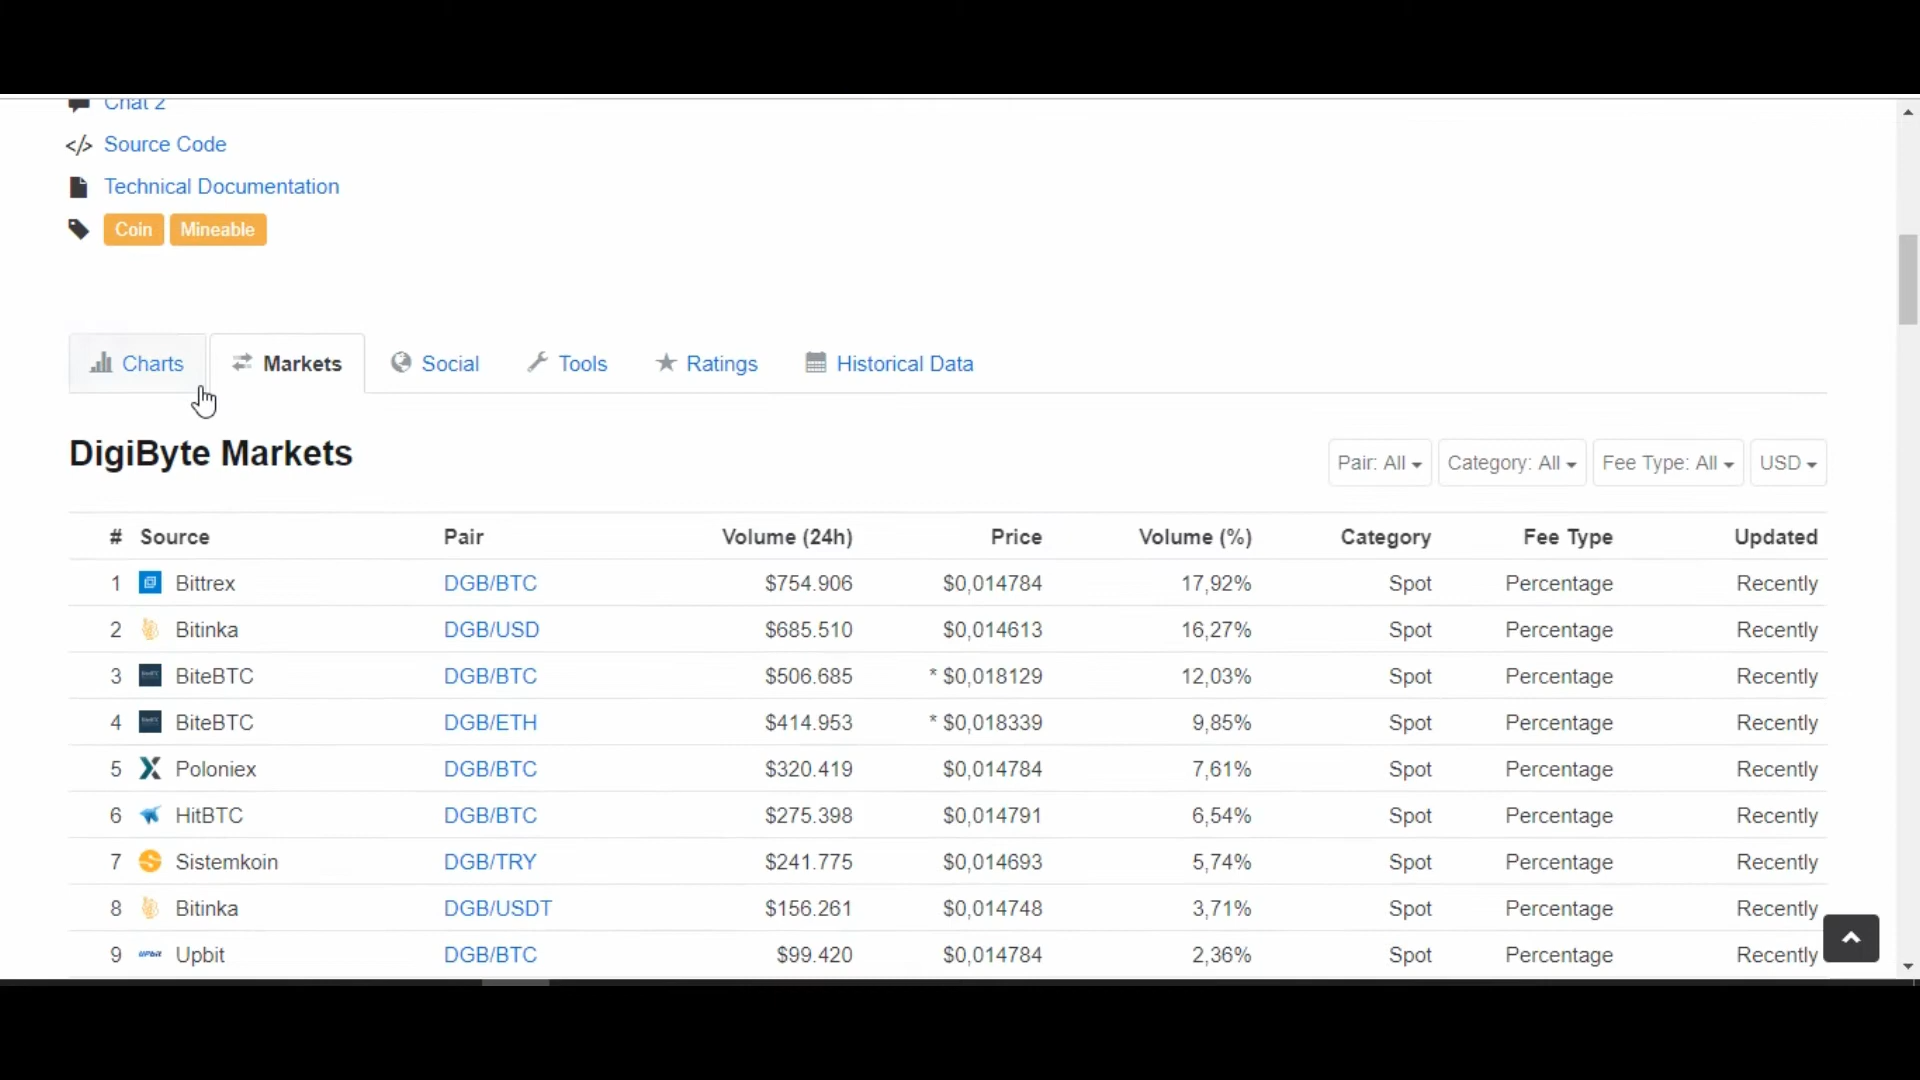 Chat 2
</> Source Code
Technical Documentation
Coin Mineable
Charts Markets Social Tools Ratings Historical Data
DigiByte Markets
Pair: All Category: All Fee Type: All USD
# Source Pair Volume (24h) Price Volume (%) Category Fee Type Updated
1 Bittrex DGB/BTC $754.906 $0,014784 17,92% Spot Percentage Recently
2 Bitinka DGB/USD $685.510 $0,014613 16,27% Spot Percentage Recently
3 BiteBTC DGB/BTC $506.685 * $0,018129 12,03% Spot Percentage Recently
4 BiteBTC DGB/ETH $414.953 * $0,018339 9,85% Spot Percentage Recently
5 Poloniex DGB/BTC $320.419 $0,014784 7,61% Spot Percentage Recently
6 HitBTC DGB/BTC $275.398 $0,014791 6,54% Spot Percentage Recently
7 Sistemkoin DGB/TRY $241.775 $0,014693 5,74% Spot Percentage Recently
8 Bitinka DGB/USDT $156.261 $0,014748 3,71% Spot Percentage Recently
9 Upbit DGB/BTC $99.420 $0,014784 2,36% Spot Percentage Recently